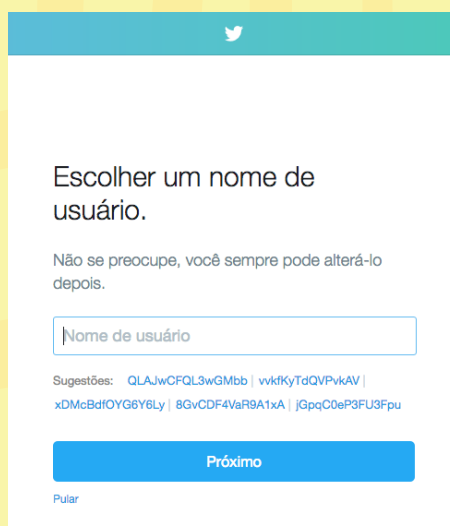 Escolher um nome de
usuário.
Não se preocupe, você sempre pode alterá-lo
depois.
Nome de usuário
Sugestões: QLAJwCFQL3wGMbb | vvkfKyTdQVPvkAV |
xDMcBdfOYG6Y6Ly | 8GvCDF4VaR9A1xA | jGpqC0eP3FU3Fpu
Próximo
Pular